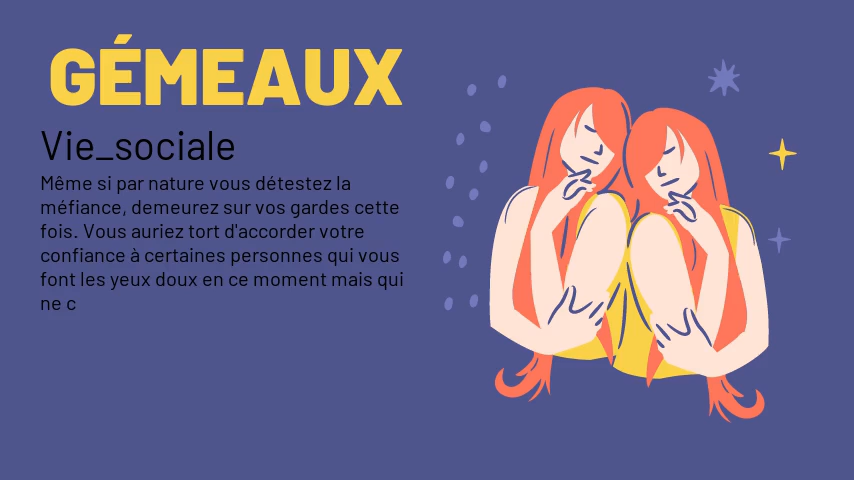 GÉMEAUX
Vie_sociale
Même si par nature vous détestez la
méfiance, demeurez sur vos gardes cette
fois. Vous auriez tort d'accorder votre
confiance à certaines personnes qui vous
font les yeux doux en ce moment mais qui
ne c